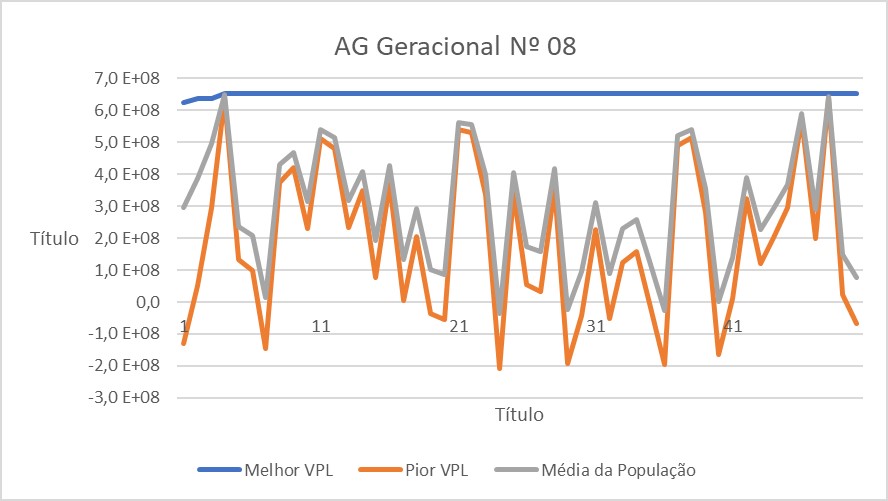 AG Geracional Nº 08
7,0 E+08
6,0 E+08
5,0 E+08
4,0 E+08
3,0 E+08
2,0 E+08
1,0 E+08
0,0
-1,0 E+08
-2,0 E+08
-3,0 E+08
Título
1 11 21 31 41
Título
Melhor VPL Pior VPL Média da População